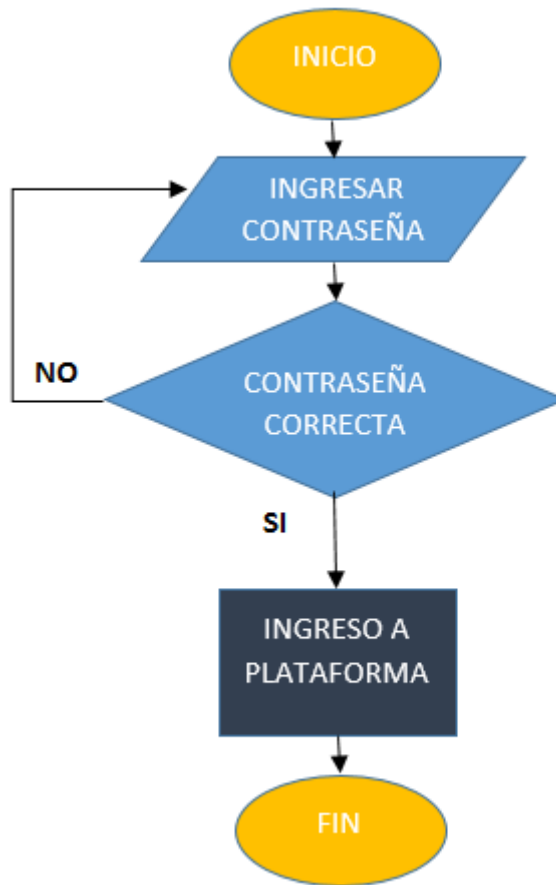 INICIO
INGRESAR
CONTRASEÑA
NO
CONTRASEÑA
CORRECTA
SI
INGRESO A
PLATAFORMA
FIN